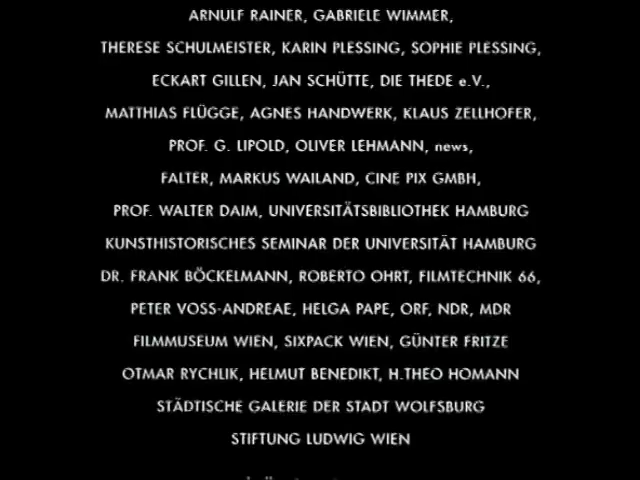 ARNULF RAINER, GABRIELE WIMMER,
THERESE SCHULMEISTER, KARIN PLESSING, SOPHIE PLESSING,
ECKART GILLEN, JAN SCHÜTTE, DIE THEDE e.V.,
MATTHIAS FLÜGGE, AGNES HANDWERK, KLAUS ZELLHOFER,
PROF. G. LIPOLD, OLIVER LEHMANN, news,
FALTER, MARKUS WAILAND, CINE PIX GMBH,
PROF. WALTER DAIM, UNIVERSITÄTSBIBLIOTHEK HAMBURG
KUNSTHISTORISCHES SEMINAR DER UNIVERSITÄT HAMBURG
DR. FRANK BÖCKELMANN, ROBERTO OHRT, FILMTECHNIK 66,
PETER VOSS-ANDREAE, HELGA PAPE, ORF, NDR, MDR
FILMMUSEUM WIEN, SIXPACK WIEN, GÜNTER FRITZE
OTMAR RYCHLIK, HELMUT BENEDIKT, H.THEO HOMANN
STÄDTISCHE GALERIE DER STADT WOLFSBURG
STIFTUNG LUDWIG WIEN